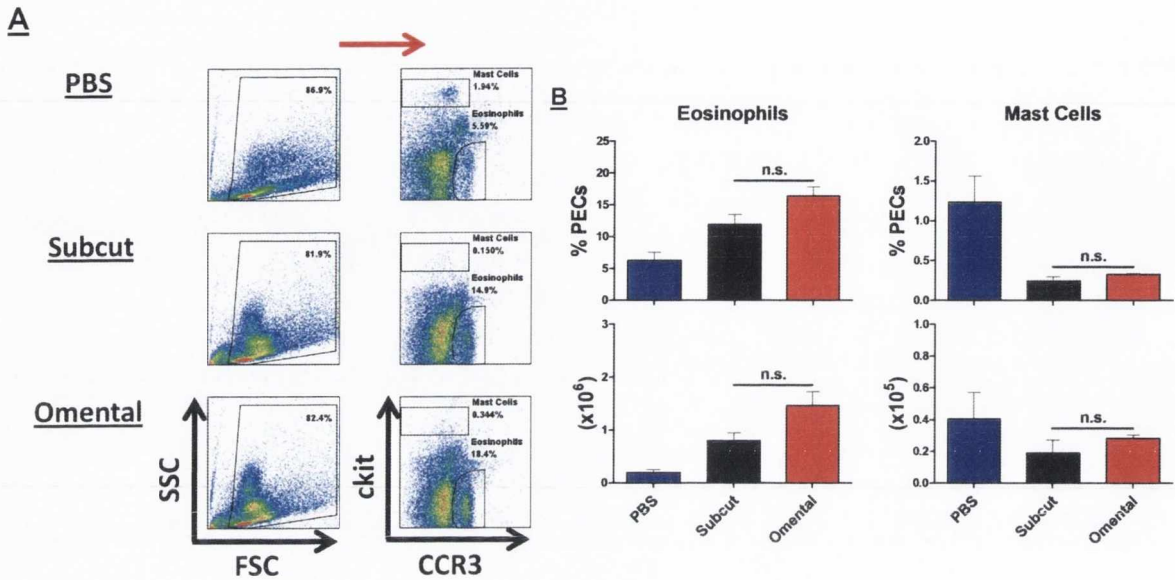 A
PBS
86.9%
Mast Cells
1.94%
Eosinophils
5.59%
Subcut
81.9%
Mast Cells
0.150%
Eosinophils
14.9%
Omental
82.4%
Mast Cells
0.344%
Eosinophils
18.4%
SSC
FSC
ckit
CCR3
B
Eosinophils
% PECs
25
20
15
10
5
0
n.s.
Mast Cells
% PECs
2.0
1.5
1.0
0.5
0.0
n.s.
(x10⁶)
3
2
1
0
n.s.
PBS
Subcut
Omental
(x10⁵)
1.0
0.8
0.6
0.4
0.2
0.0
n.s.
PBS
Subcut
Omental